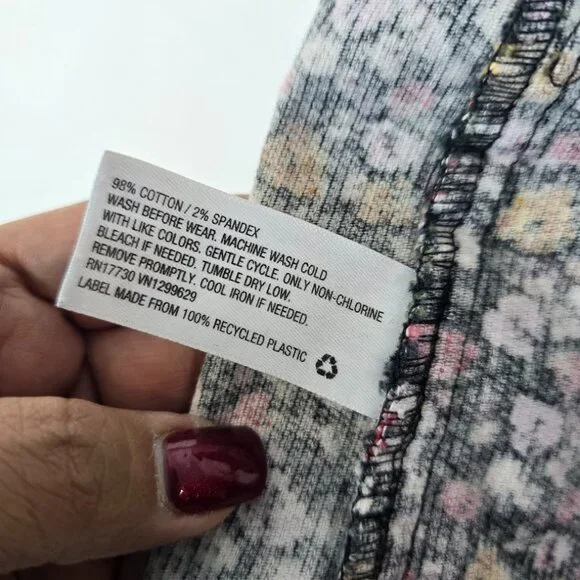 98% COTTON / 2% SPANDEX
WASH BEFORE WEAR. MACHINE WASH COLD
WITH LIKE COLORS. GENTLE CYCLE. ONLY NON-CHLORINE
BLEACH IF NEEDED. TUMBLE DRY LOW.
REMOVE PROMPTLY. COOL IRON IF NEEDED.
RN17730 VN1299629
LABEL MADE FROM 100% RECYCLED PLASTIC